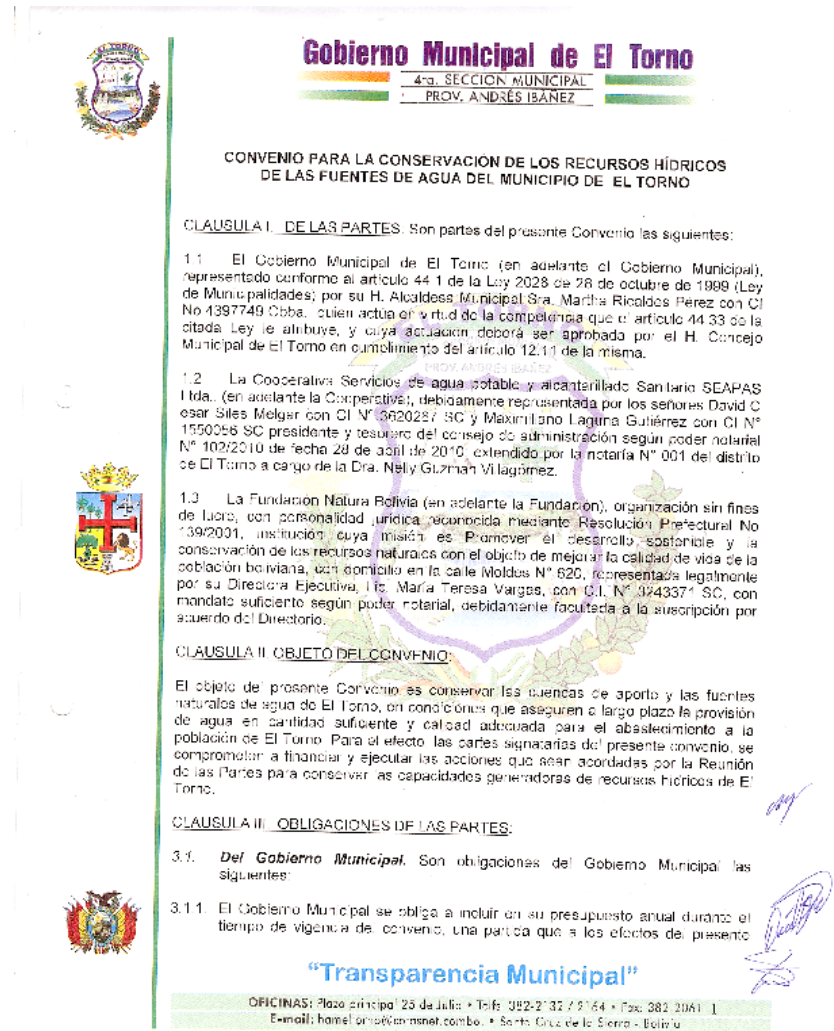 EL TORNO
Gobierno Municipal de El Torno
4ta. SECCION MUNICIPAL
PROV. ANDRÉS IBÁÑEZ
CONVENIO PARA LA CONSERVACIÓN DE LOS RECURSOS HÍDRICOS
DE LAS FUENTES DE AGUA DEL MUNICIPIO DE EL TORNO
CLAUSULA I. DE LAS PARTES. Son partes del presente Convenio las siguientes:
1.1 El Gobierno Municipal de El Torno (en adelante el Gobierno Municipal),
representado conforme al artículo 44.1 de la Ley 2028 de 28 de octubre de 1999 (Ley
de Municipalidades) por su H. Alcaldesa Municipal Sra. Martha Ricaldes Pérez con CI
No 4397749 Cbba. quien actúa en virtud de la competencia que el artículo 44.33 de la
citada Ley le atribuye, y cuya actuación deberá ser aprobada por el H. Concejo
Municipal de El Torno en cumplimiento del artículo 12.11 de la misma.
EL TORNO
PROV. ANDRES IBAÑEZ
1.2 La Cooperativa Servicios de agua potable y alcantarillado Sanitario SEAPAS
Ltda., (en adelante la Cooperativa), debidamente representada por los señores David C
esar Siles Melgar con CI N° 3620287 SC y Maximiliano Laguna Gutiérrez con CI N°
1550056 SC presidente y tesorero del consejo de administración según poder notarial
N° 102/2010 de fecha 28 de abril de 2010, extendido por la notaría N° 001 del distrito
de El Torno a cargo de la Dra. Nelly Guzmán Villagómez.
1.3 La Fundación Natura Bolivia (en adelante la Fundación), organización sin fines
de lucro, con personalidad jurídica reconocida mediante Resolución Prefectural No
139/2001, institución cuya misión es Promover el desarrollo sostenible y la
conservación de los recursos naturales con el objeto de mejorar la calidad de vida de la
población boliviana, con domicilio en la calle Moldes N° 620, representada legalmente
por su Directora Ejecutiva, Lic. María Teresa Vargas, con C.I. N° 3243371 SC, con
mandato suficiente según poder notarial, debidamente facultada a la suscripción por
acuerdo del Directorio.
CLAUSULA II. OBJETO DEL CONVENIO:
El objeto del presente Convenio es conservar las cuencas de aporte y las fuentes
naturales de agua de El Torno, en condiciones que aseguren a largo plazo la provisión
de agua en cantidad suficiente y calidad adecuada para el abastecimiento a la
población de El Torno. Para el efecto, las partes signatarias del presente convenio, se
comprometen a financiar y ejecutar las acciones que sean acordadas por la Reunión
de las Partes para conservar las capacidades generadoras de recursos hídricos de El
Torno.
CLAUSULA III. OBLIGACIONES DE LAS PARTES:
3.1. Del Gobierno Municipal. Son obligaciones del Gobierno Municipal las
siguientes:
3.1.1. El Gobierno Municipal se obliga a incluir en su presupuesto anual durante el
tiempo de vigencia del convenio, una partida que a los efectos del presente
"Transparencia Municipal"
OFICINAS: Plaza principal 25 de Julio • Telfs. 382-2132 / 2164 • Fax: 382 2061 1
E-mail: • Santa Cruz de la Sierra - Bolivia